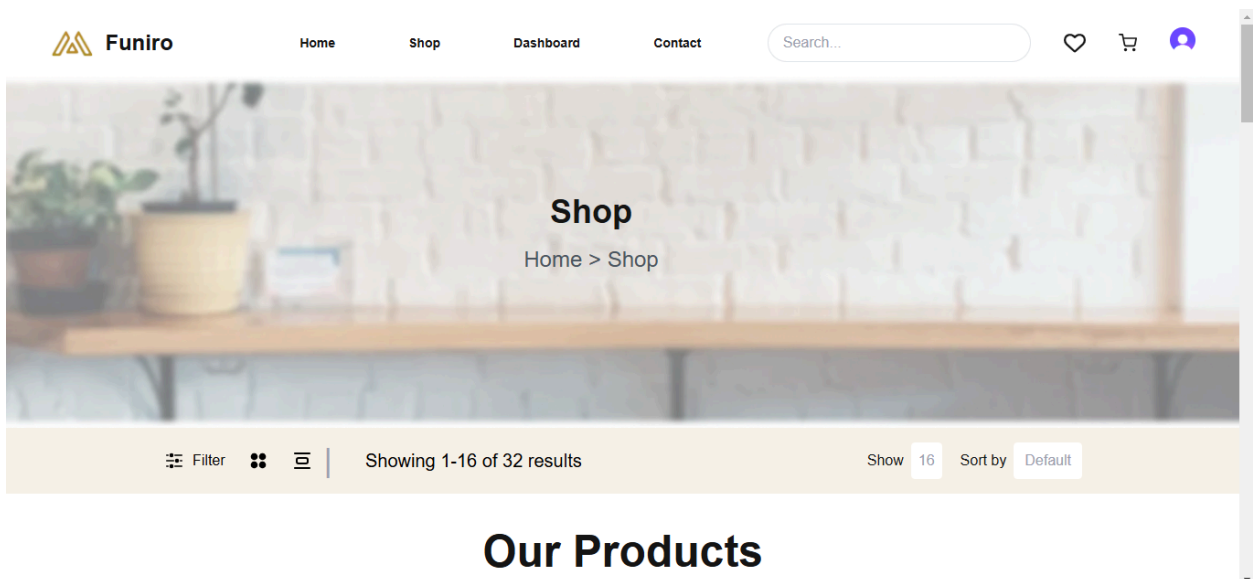 Funiro Home Shop Dashboard Contact Search...
Shop
Home > Shop
Filter Showing 1-16 of 32 results Show 16 Sort by Default
Our Products